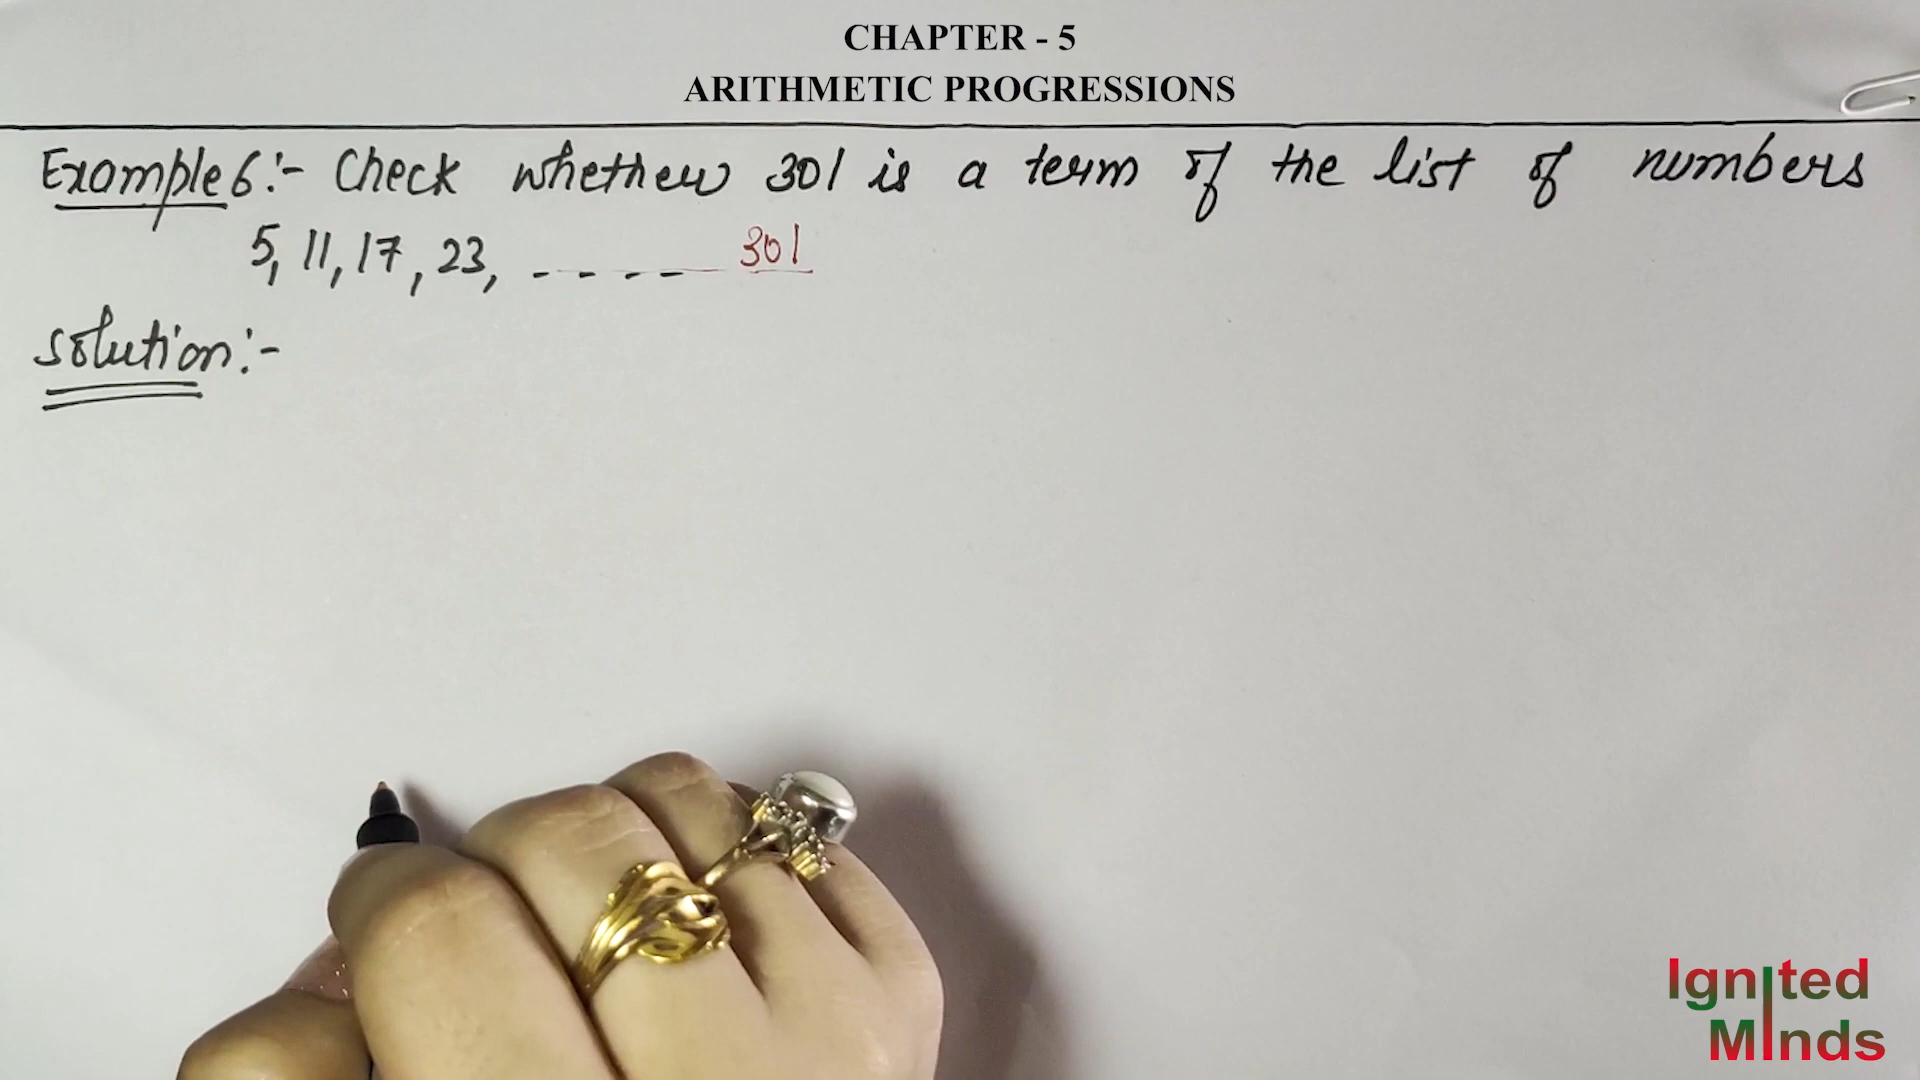 CHAPTER - 5
ARITHMETIC PROGRESSIONS
Example 6:- Check whether 301 is a term of the list of numbers
5, 11, 17, 23, - - - - 301
Solution:-
Ignited
Minds